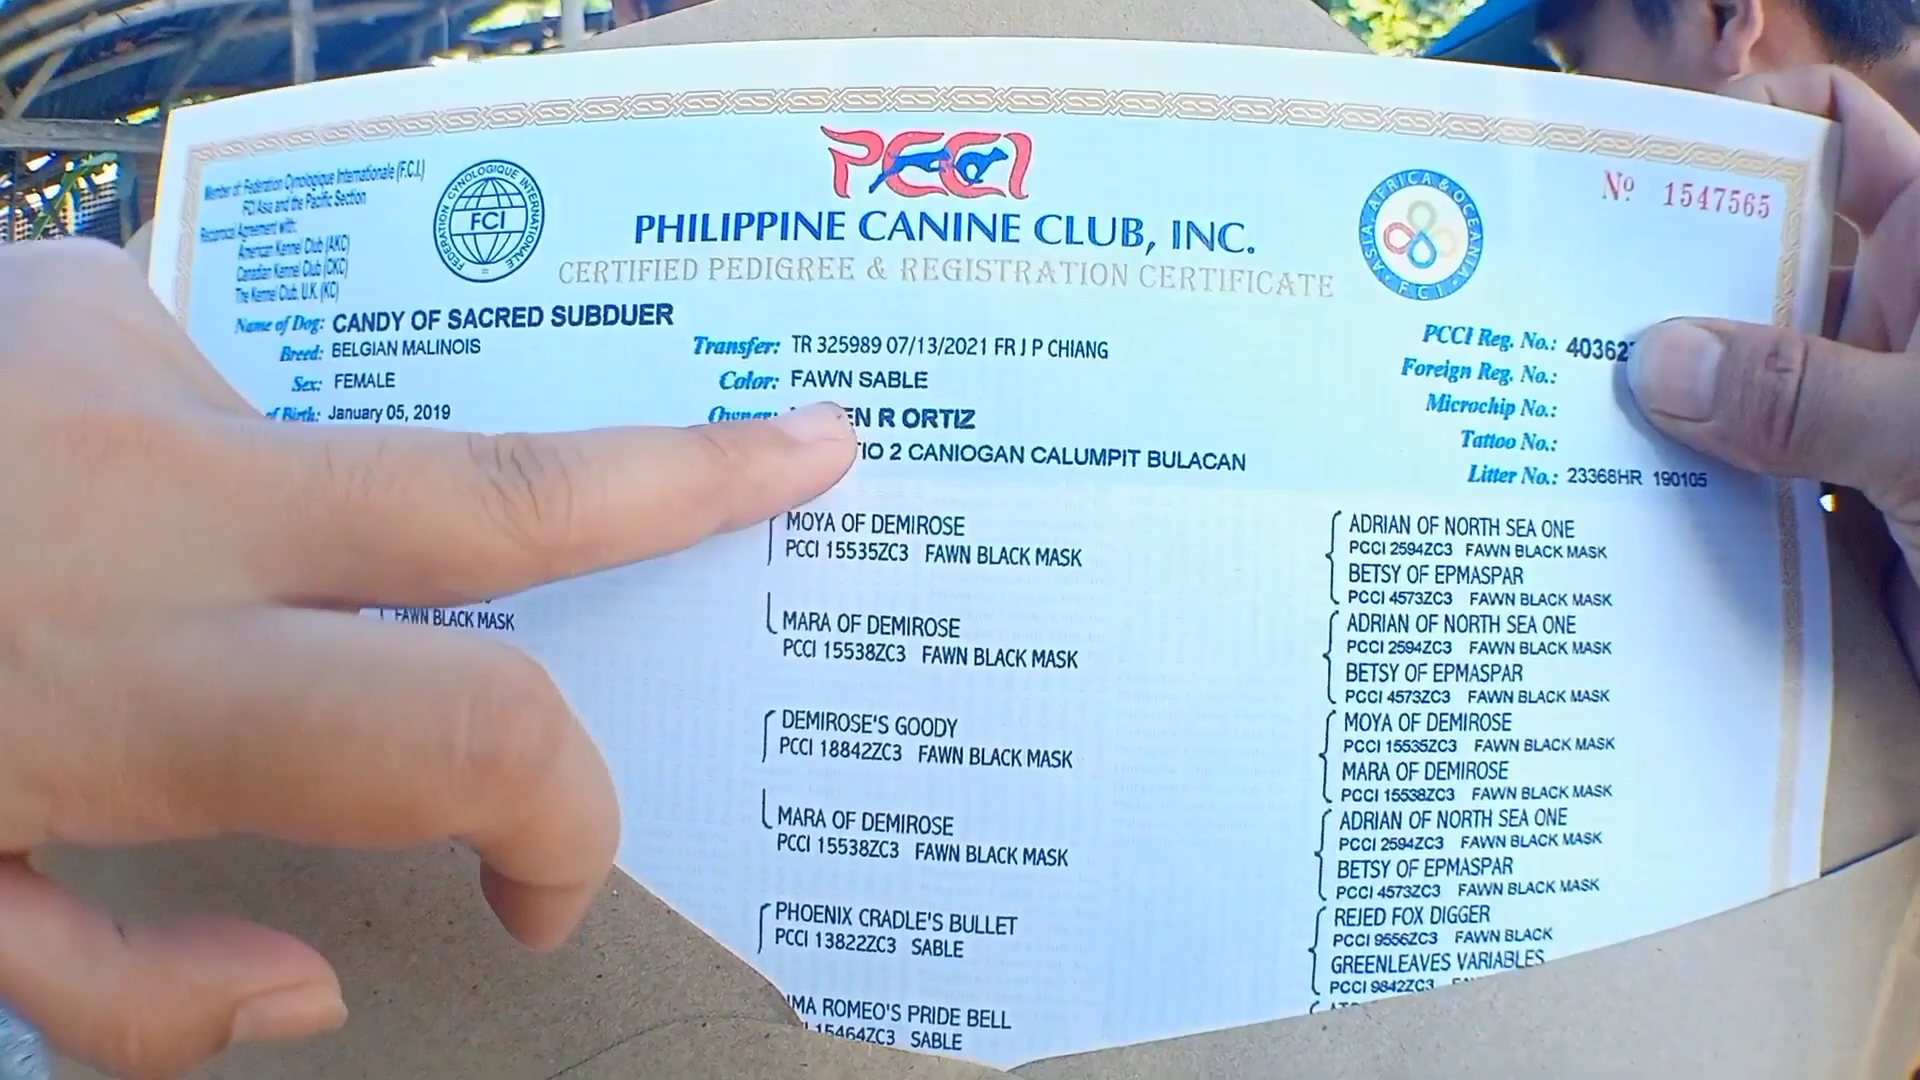 Member of: Federation Cynologique Internationale (F.C.I.)
FCI Asia and the Pacific Section
Reciprocal Agreement with:
American Kennel Club (AKC)
Canadian Kennel Club (CKC)
The Kennel Club, U.K. (KC)
FEDERATION CYNOLOGIQUE INTERNATIONALE
FCI
PCCI
PHILIPPINE CANINE CLUB, INC.
CERTIFIED PEDIGREE & REGISTRATION CERTIFICATE
ASIA, AFRICA & OCEANIA
FCI
Nº 1547565
Name of Dog: CANDY OF SACRED SUBDUER
Breed: BELGIAN MALINOIS
Sex: FEMALE
of Birth: January 05, 2019
Transfer: TR 325989 07/13/2021 FR J P CHIANG
Color: FAWN SABLE
Owner: EN R ORTIZ
TIO 2 CANIOGAN CALUMPIT BULACAN
PCCI Reg. No.: 40362
Foreign Reg. No.:
Microchip No.:
Tattoo No.:
Litter No.: 23368HR 190105
FAWN BLACK MASK
MOYA OF DEMIROSE
PCCI 15535ZC3 FAWN BLACK MASK
MARA OF DEMIROSE
PCCI 15538ZC3 FAWN BLACK MASK
DEMIROSE'S GOODY
PCCI 18842ZC3 FAWN BLACK MASK
MARA OF DEMIROSE
PCCI 15538ZC3 FAWN BLACK MASK
PHOENIX CRADLE'S BULLET
PCCI 13822ZC3 SABLE
MA ROMEO'S PRIDE BELL
15464ZC3 SABLE
ADRIAN OF NORTH SEA ONE
PCCI 2594ZC3 FAWN BLACK MASK
BETSY OF EPMASPAR
PCCI 4573ZC3 FAWN BLACK MASK
ADRIAN OF NORTH SEA ONE
PCCI 2594ZC3 FAWN BLACK MASK
BETSY OF EPMASPAR
PCCI 4573ZC3 FAWN BLACK MASK
MOYA OF DEMIROSE
PCCI 15535ZC3 FAWN BLACK MASK
MARA OF DEMIROSE
PCCI 15538ZC3 FAWN BLACK MASK
ADRIAN OF NORTH SEA ONE
PCCI 2594ZC3 FAWN BLACK MASK
BETSY OF EPMASPAR
PCCI 4573ZC3 FAWN BLACK MASK
REJED FOX DIGGER
PCCI 9556ZC3 FAWN BLACK
GREENLEAVES VARIABLES
PCCI 9842ZC3